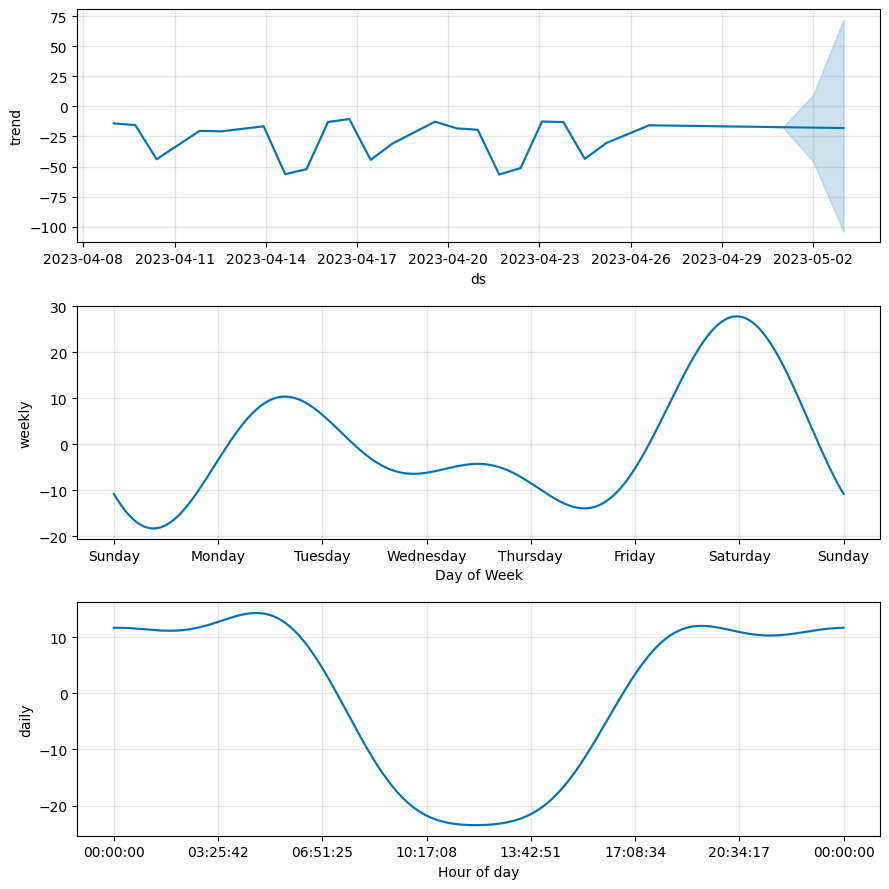 75
50
25
0
−25
−50
−75
−100
trend
2023-04-08 2023-04-11 2023-04-14 2023-04-17 2023-04-20 2023-04-23 2023-04-26 2023-04-29 2023-05-02
ds
30
20
10
0
−10
−20
weekly
Sunday Monday Tuesday Wednesday Thursday Friday Saturday Sunday
Day of Week
10
0
−10
−20
daily
00:00:00 03:25:42 06:51:25 10:17:08 13:42:51 17:08:34 20:34:17 00:00:00
Hour of day